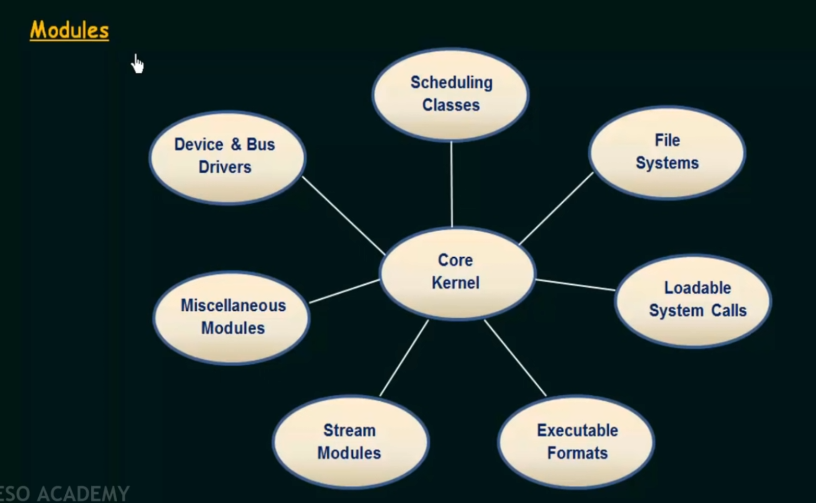 Modules
Scheduling
Classes
Device & Bus
Drivers
File
Systems
Core
Kernel
Loadable
System Calls
Miscellaneous
Modules
Stream
Modules
Executable
Formats
ESO ACADEMY